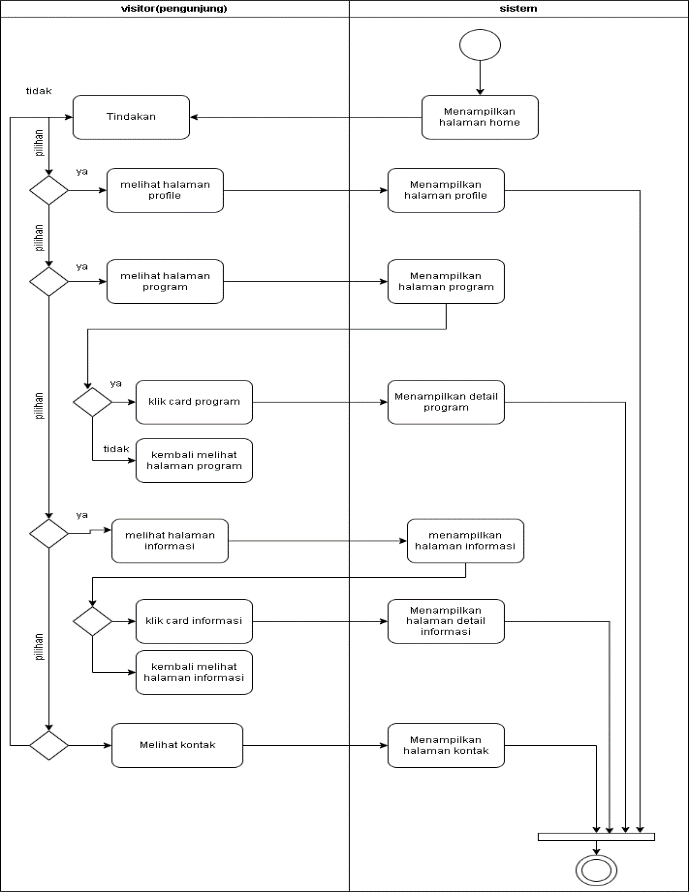 visitor(pengunjung)
sistem
tidak
Tindakan
Menampilkan
halaman home
pilihan
ya
melihat halaman
profile
Menampilkan
halaman profile
pilihan
ya
melihat halaman
program
Menampilkan
halaman program
pilihan
ya
klik card program
Menampilkan detail
program
tidak
kembali melihat
halaman program
ya
melihat halaman
informasi
menampilkan
halaman informasi
pilihan
klik card informasi
Menampilkan
halaman detail
informasi
kembali melihat
halaman informasi
Melihat kontak
Menampilkan
halaman kontak